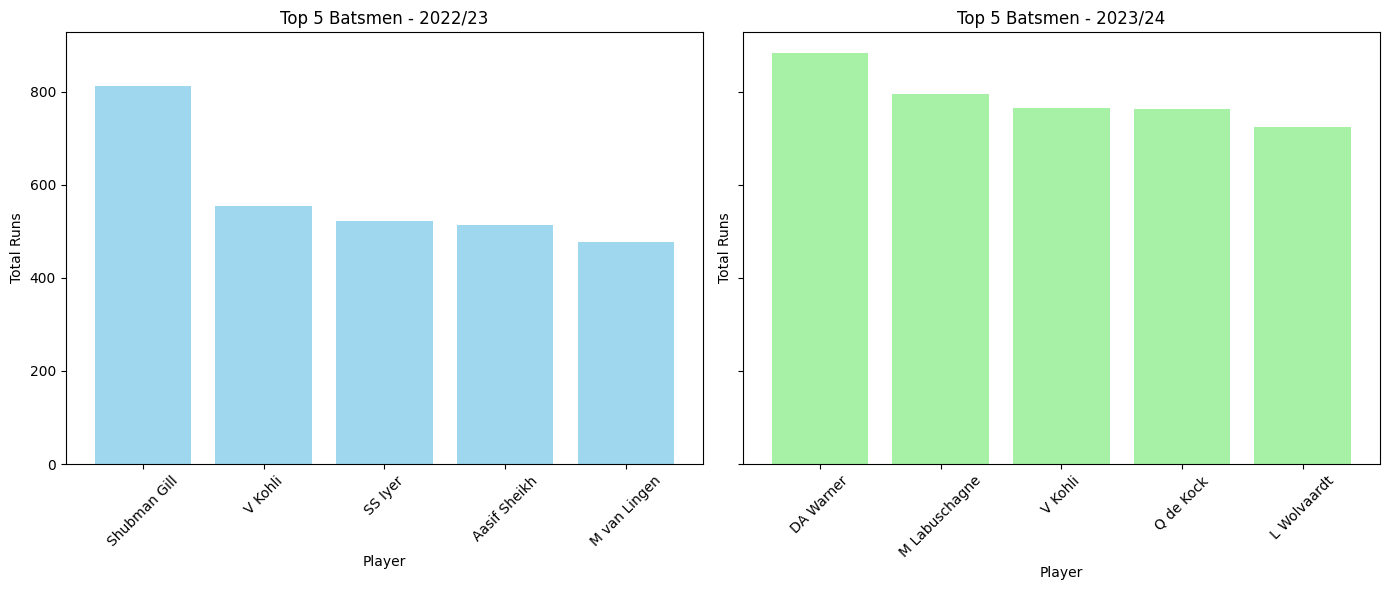 Top 5 Batsmen - 2022/23
Total Runs
800
600
400
200
0
Shubman Gill
V Kohli
SS Iyer
Aasif Sheikh
M van Lingen
Player
Top 5 Batsmen - 2023/24
Total Runs
DA Warner
M Labuschagne
V Kohli
Q de Kock
L Wolvaardt
Player